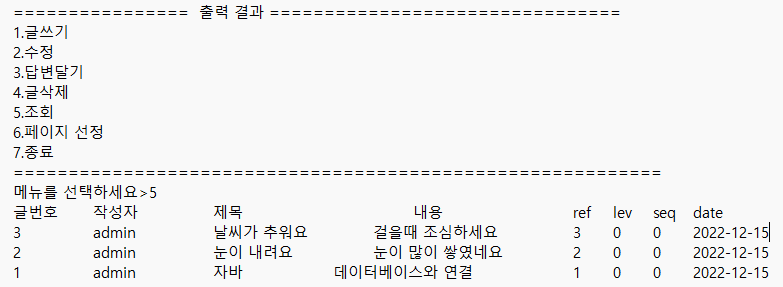 ================ 출력 결과 ================================
1.글쓰기
2.수정
3.답변달기
4.글삭제
5.조회
6.페이지 선정
7.종료
===========================================================
메뉴를 선택하세요>5
글번호 작성자 제목 내용 ref lev seq date
3 admin 날씨가 추워요 걸을때 조심하세요 3 0 0 2022-12-15
2 admin 눈이 내려요 눈이 많이 쌓였네요 2 0 0 2022-12-15
1 admin 자바 데이터베이스와 연결 1 0 0 2022-12-15